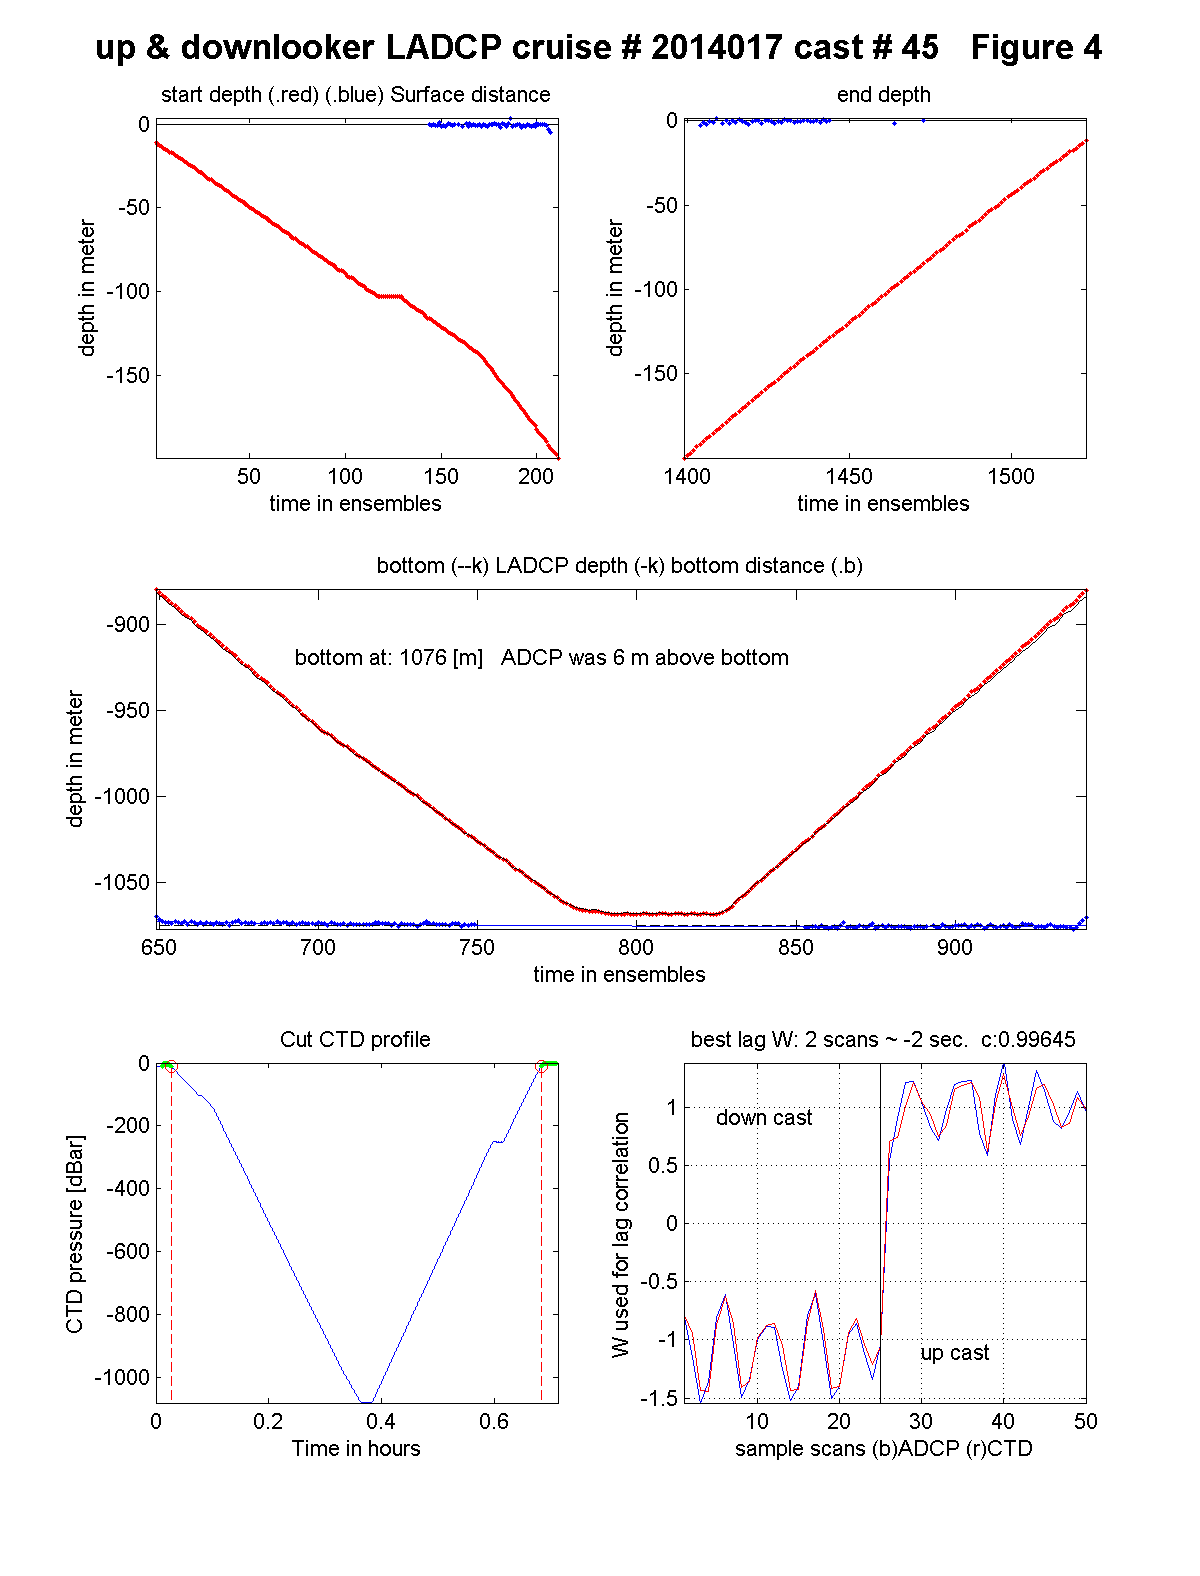 up & downlooker LADCP cruise # 2014017 cast # 45   Figure 4
start depth (.red) (.blue) Surface distance
0
-50
-100
-150
depth in meter
50 100 150 200
time in ensembles
end depth
0
-50
-100
-150
depth in meter
1400 1450 1500
time in ensembles
bottom (--k) LADCP depth (-k) bottom distance (.b)
-900
-950
-1000
-1050
depth in meter
bottom at: 1076 [m]   ADCP was 6 m above bottom
650 700 750 800 850 900
time in ensembles
Cut CTD profile
0
-200
-400
-600
-800
-1000
CTD pressure [dBar]
0 0.2 0.4 0.6
Time in hours
best lag W: 2 scans ~ -2 sec.  c:0.99645
1
0.5
0
-0.5
-1
-1.5
W used for lag correlation
down cast
up cast
10 20 30 40 50
sample scans (b)ADCP (r)CTD